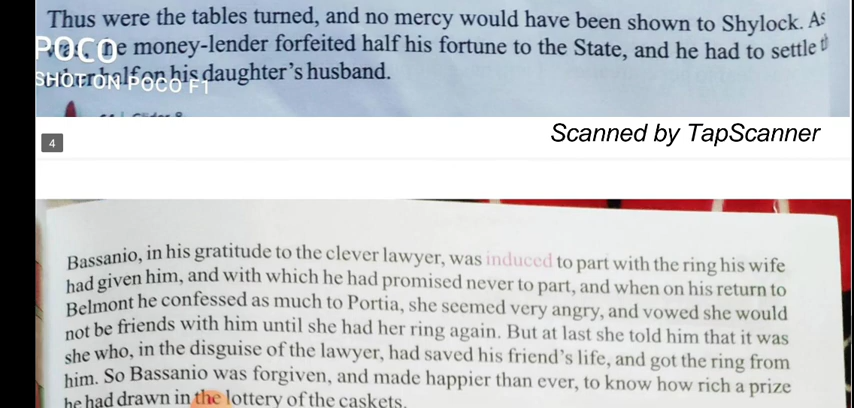 Thus were the tables turned, and no mercy would have been shown to Shylock. As
the money-lender forfeited half his fortune to the State, and he had to settle
POCO
half on his daughter's husband.
SHOT ON POCO F1
4
Scanned by TapScanner
Bassanio, in his gratitude to the clever lawyer, was induced to part with the ring his wife
had given him, and with which he had promised never to part, and when on his return to
Belmont he confessed as much to Portia, she seemed very angry, and vowed she would
not be friends with him until she had her ring again. But at last she told him that it was
she who, in the disguise of the lawyer, had saved his friend's life, and got the ring from
him. So Bassanio was forgiven, and made happier than ever, to know how rich a prize
he had drawn in the lottery of the caskets.